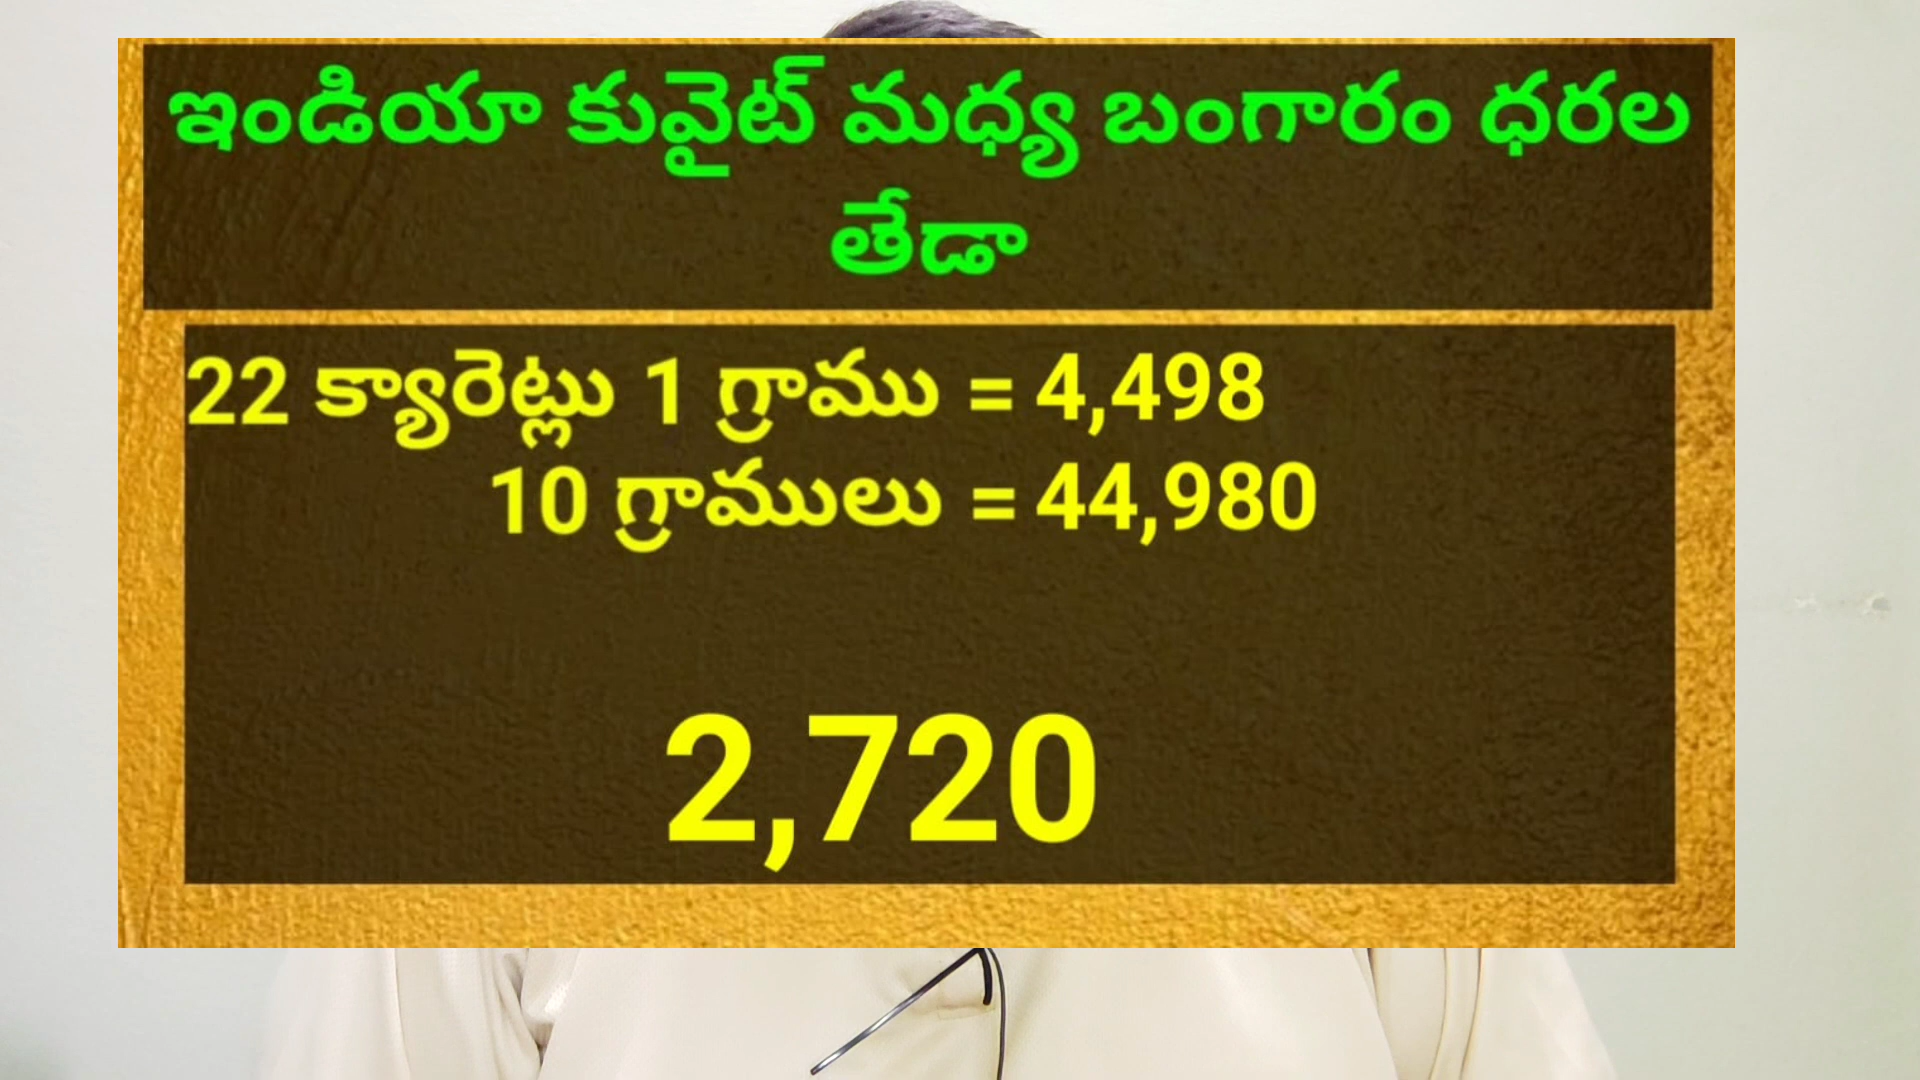 ఇండియా కువైట్ మధ్య బంగారం ధరల
తేడా
22 క్యారెట్లు 1 గ్రాము = 4,498
10 గ్రాములు = 44,980
2,720